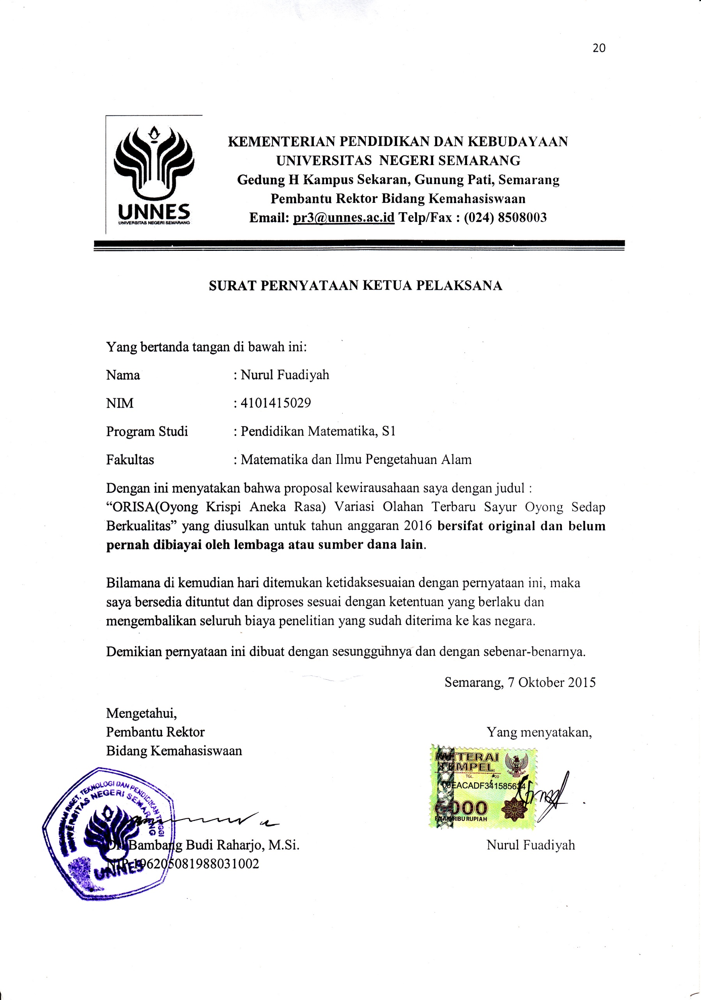 20
UNNES
UNIVERSITAS NEGERI SEMARANG
KEMENTERIAN PENDIDIKAN DAN KEBUDAYAAN
UNIVERSITAS NEGERI SEMARANG
Gedung H Kampus Sekaran, Gunung Pati, Semarang
Pembantu Rektor Bidang Kemahasiswaan
Email: pr3@unnes.ac.id Telp/Fax : (024) 8508003
SURAT PERNYATAAN KETUA PELAKSANA
Yang bertanda tangan di bawah ini:
Nama : Nurul Fuadiyah
NIM : 4101415029
Program Studi : Pendidikan Matematika, S1
Fakultas : Matematika dan Ilmu Pengetahuan Alam
Dengan ini menyatakan bahwa proposal kewirausahaan saya dengan judul :
“ORISA(Oyong Krispi Aneka Rasa) Variasi Olahan Terbaru Sayur Oyong Sedap
Berkualitas” yang diusulkan untuk tahun anggaran 2016 bersifat original dan belum
pernah dibiayai oleh lembaga atau sumber dana lain.
Bilamana di kemudian hari ditemukan ketidaksesuaian dengan pernyataan ini, maka
saya bersedia dituntut dan diproses sesuai dengan ketentuan yang berlaku dan
mengembalikan seluruh biaya penelitian yang sudah diterima ke kas negara.
Demikian pernyataan ini dibuat dengan sesungguhnya dan dengan sebenar-benarnya.
Semarang, 7 Oktober 2015
Mengetahui,
Pembantu Rektor
Bidang Kemahasiswaan
Yang menyatakan,
METERAI
TEMPEL
TGL. 20
6000
ENAM RIBU RUPIAH
RISET, TEKNOLOGI DAN PENDIDIKAN TINGGI
UNIVERSITAS NEGERI SEMARANG
UNNES
Dr. Bambang Budi Raharjo, M.Si.
NIP 196205081988031002
Nurul Fuadiyah